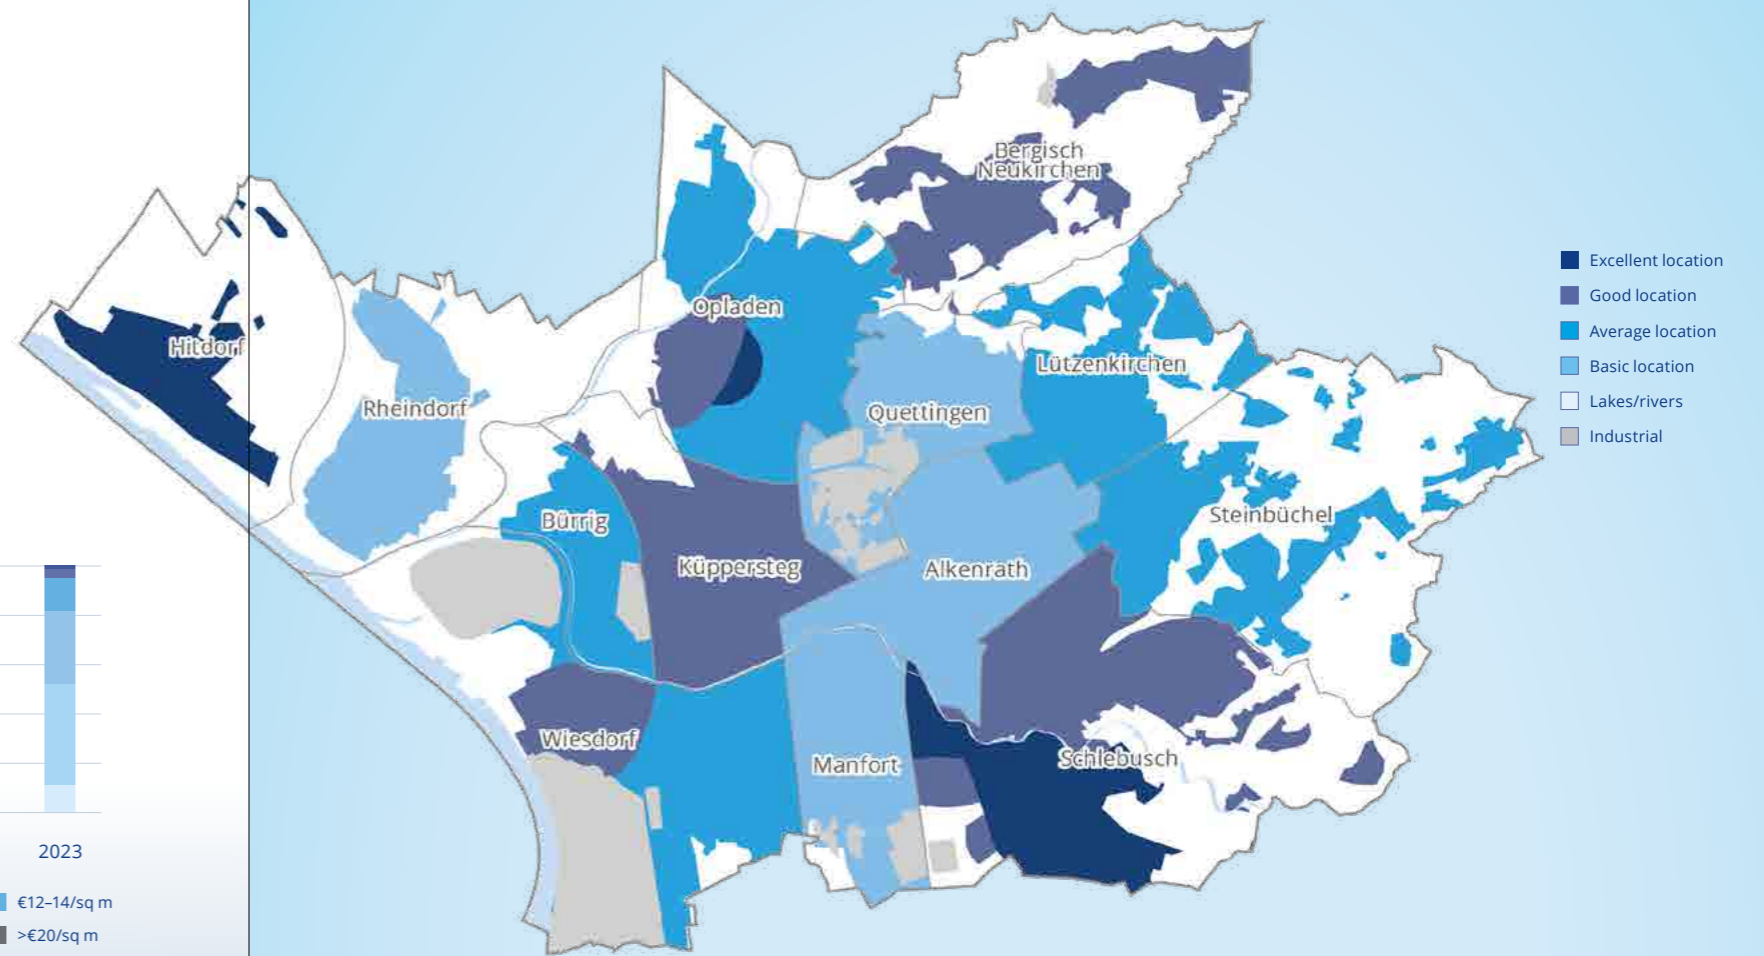 Bergisch
Neukirchen
Opladen
Hitdorf
Lützenkirchen
Rheindorf
Quettingen
Bürrig
Steinbüchel
Küppersteg
Alkenrath
Wiesdorf
Manfort
Schlebusch
Excellent location
Good location
Average location
Basic location
Lakes/rivers
Industrial
2023
€12–14/sq m
>€20/sq m